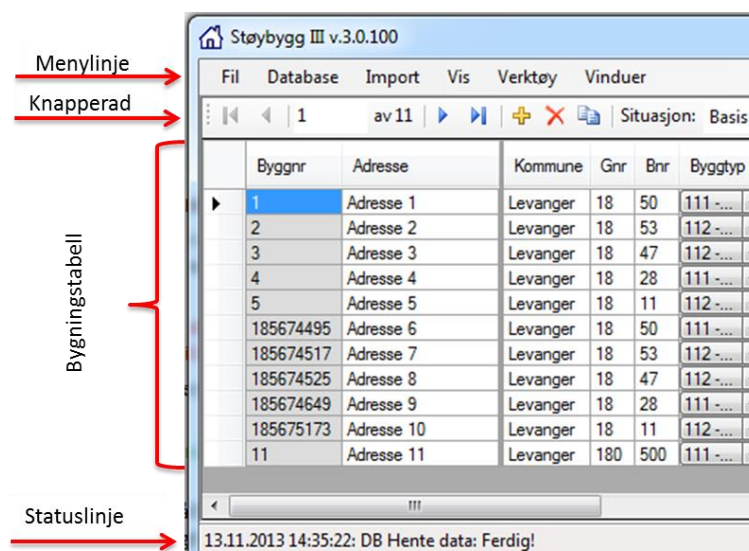 Støybygg III v.3.0.100
Menylinje
Fil Database Import Vis Verktøy Vinduer
Knapperad
1 av 11 Situasjon: Basis
Byggnr Adresse Kommune Gnr Bnr Byggtyp
1 Adresse 1 Levanger 18 50 111 -...
2 Adresse 2 Levanger 18 53 112 -...
3 Adresse 3 Levanger 18 47 112 -...
4 Adresse 4 Levanger 18 28 111 -...
5 Adresse 5 Levanger 18 11 112 -...
185674495 Adresse 6 Levanger 18 50 111 -...
185674517 Adresse 7 Levanger 18 53 112 -...
185674525 Adresse 8 Levanger 18 47 112 -...
185674649 Adresse 9 Levanger 18 28 111 -...
185675173 Adresse 10 Levanger 18 11 112 -...
11 Adresse 11 Levanger 180 500 111 -...
Bygningstabell
Statuslinje
13.11.2013 14:35:22: DB Hente data: Ferdig!